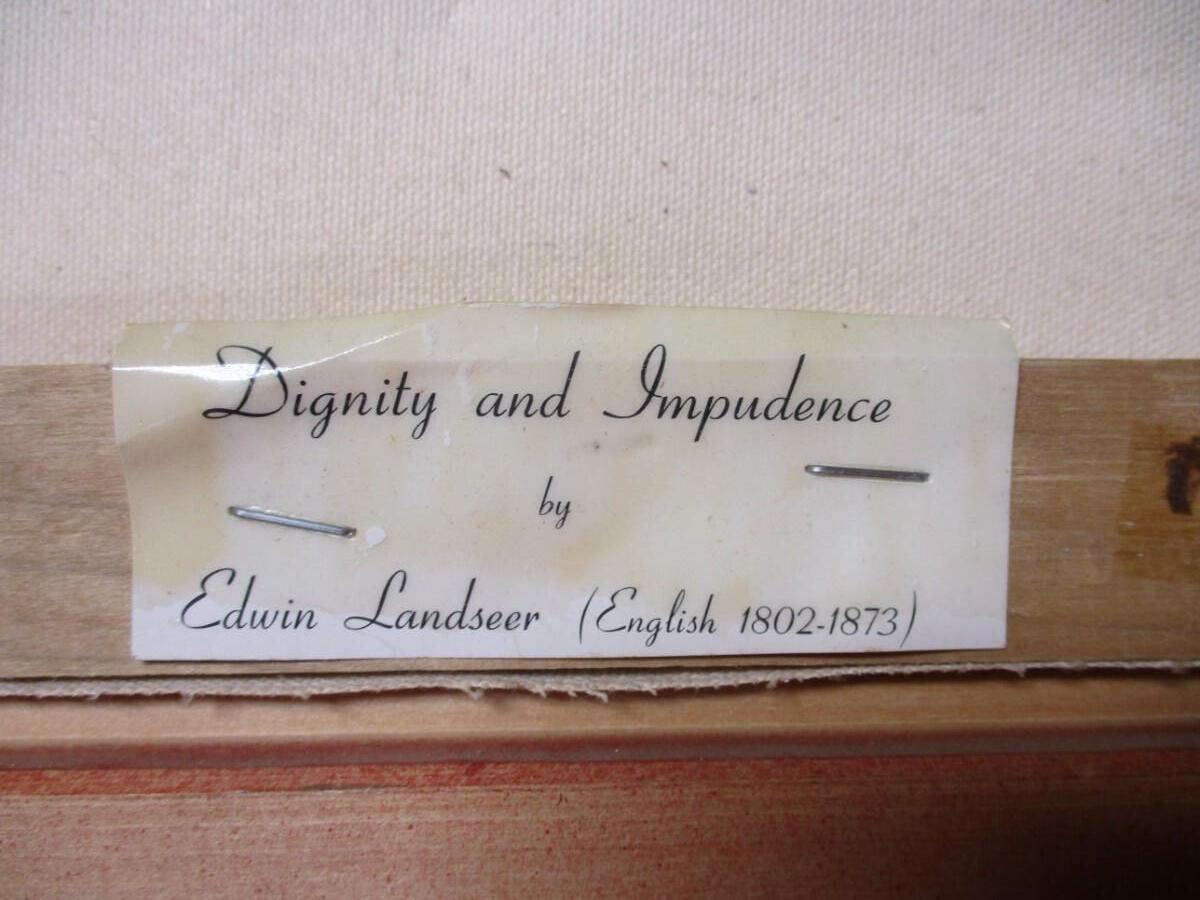 Dignity and Impudence
by
Edwin Landseer (English 1802-1873)